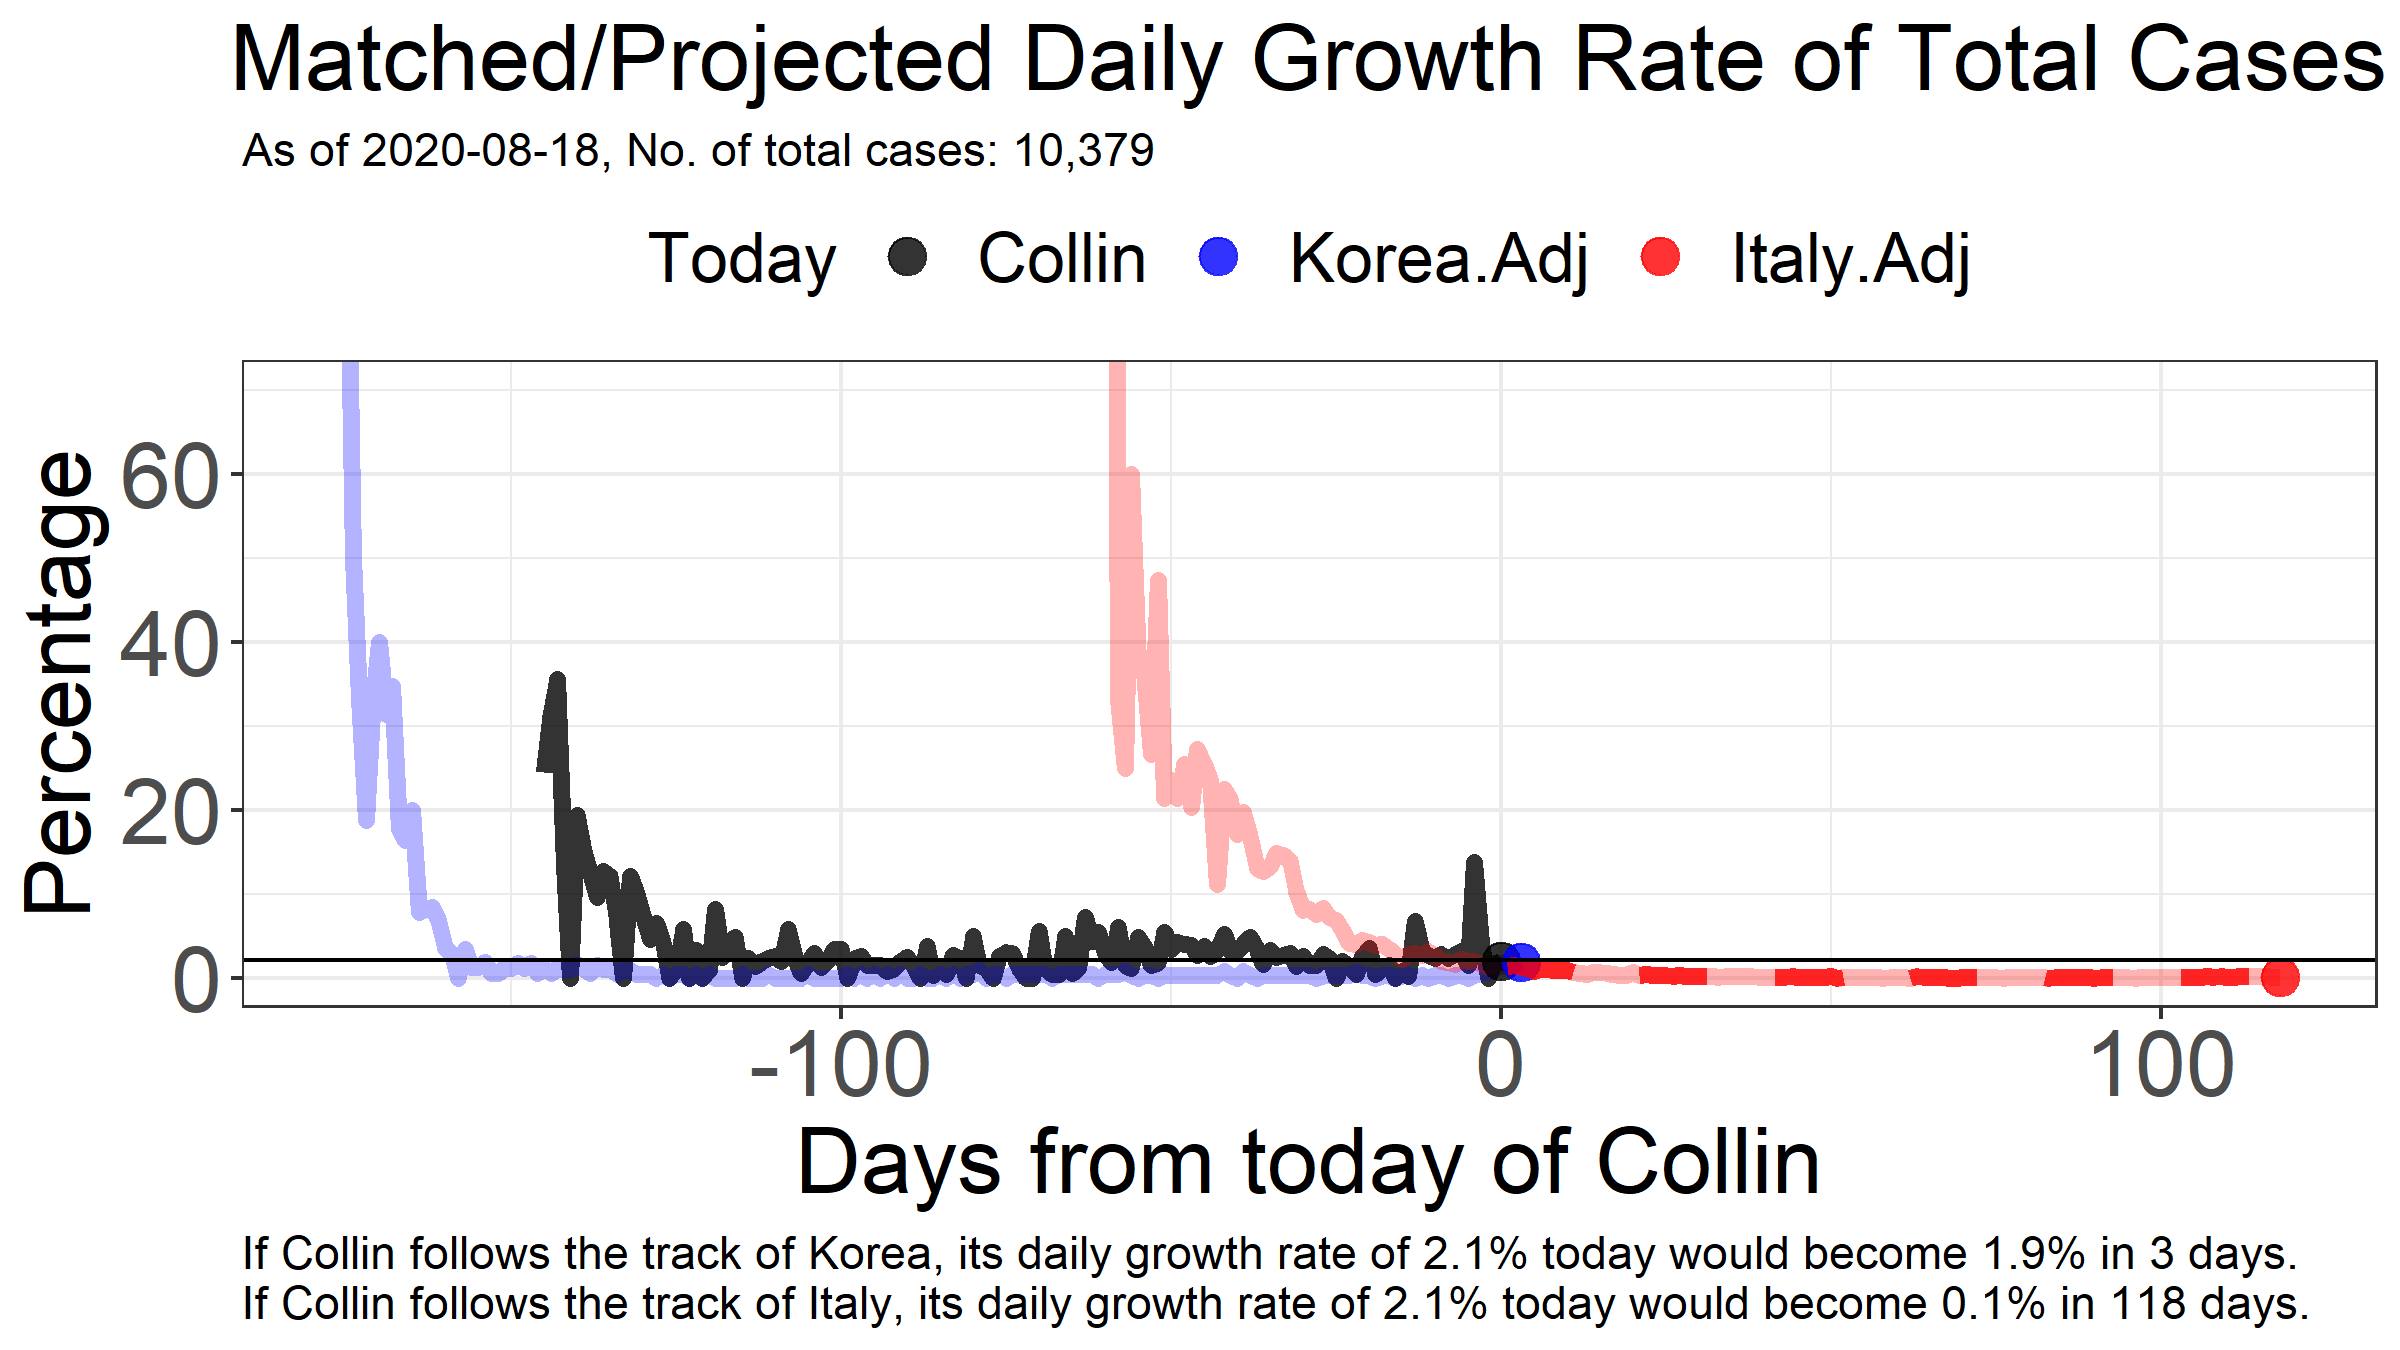 Matched/Projected Daily Growth Rate of Total Cases
As of 2020-08-18, No. of total cases: 10,379
Today Collin Korea.Adj Italy.Adj
Percentage
60
40
20
0
-100 0 100
Days from today of Collin
If Collin follows the track of Korea, its daily growth rate of 2.1% today would become 1.9% in 3 days.
If Collin follows the track of Italy, its daily growth rate of 2.1% today would become 0.1% in 118 days.